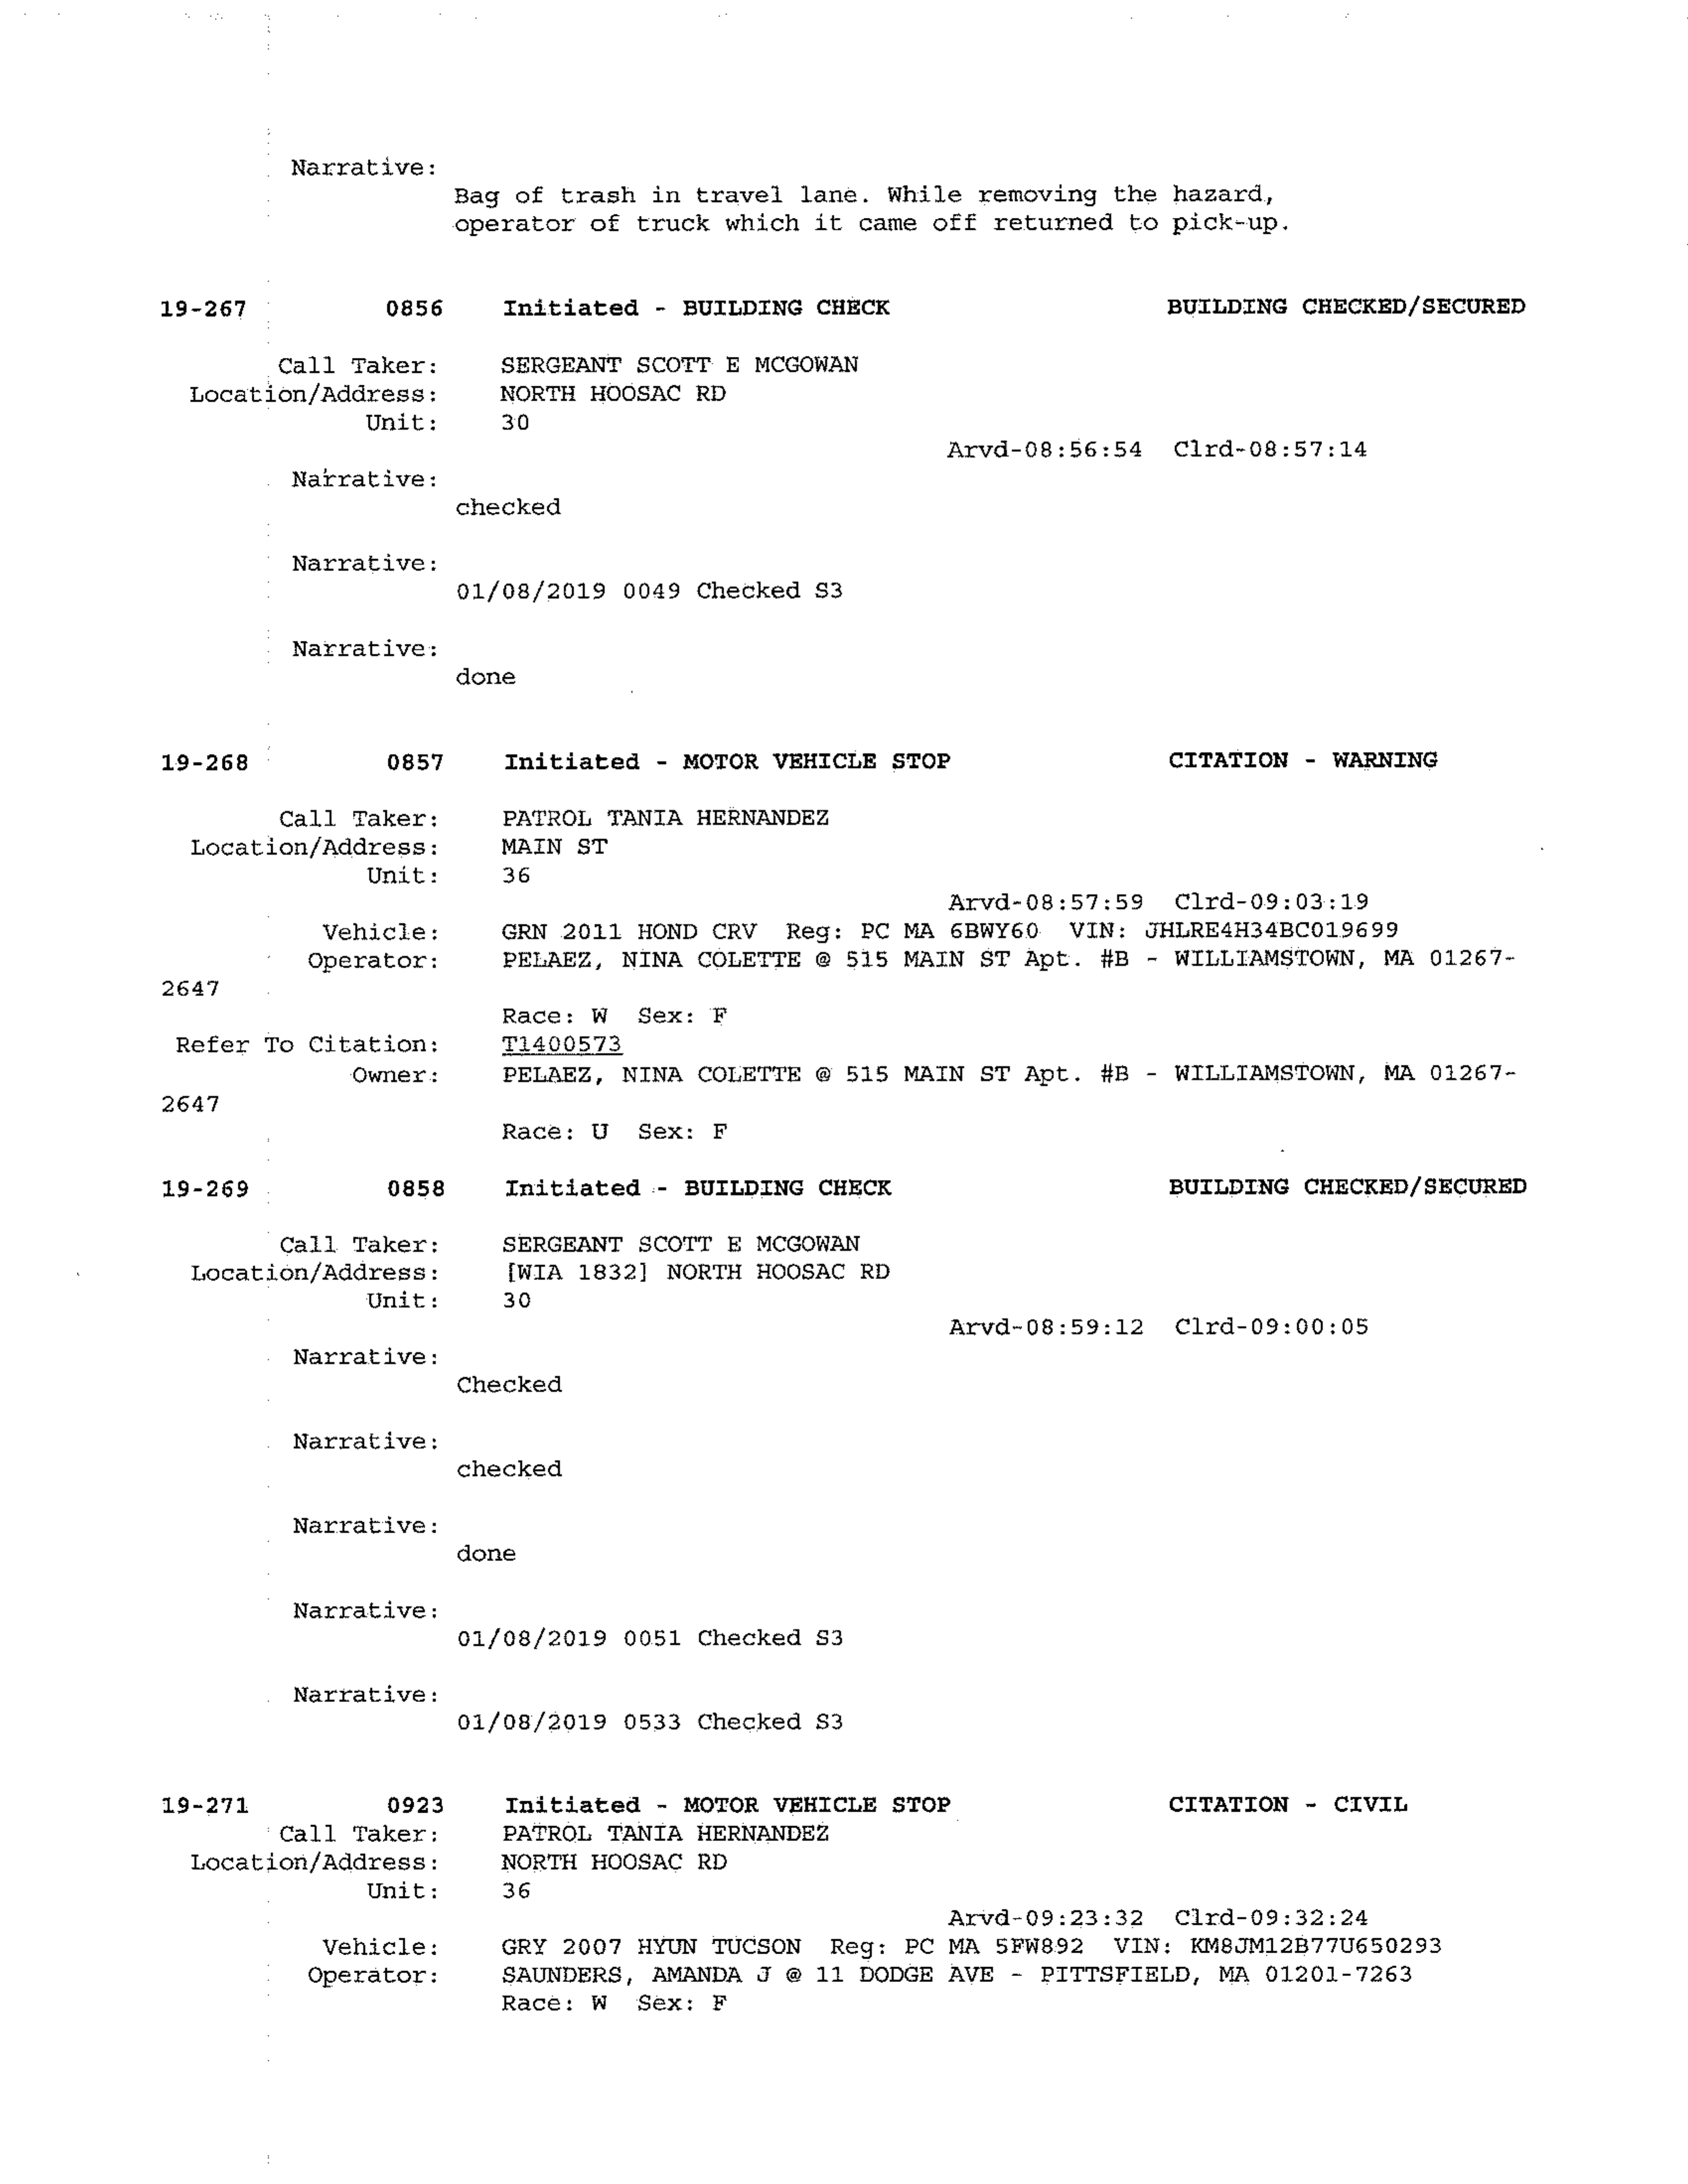 Narrative:
Bag of trash in travel lane. While removing the hazard,
operator of truck which it came off returned to pick-up.
19-267 0856 Initiated - BUILDING CHECK BUILDING CHECKED/SECURED
Call Taker: SERGEANT SCOTT E MCGOWAN
Location/Address: NORTH HOOSAC RD
Unit: 30
Arvd-08:56:54 Clrd-08:57:14
Narrative:
checked
Narrative:
01/08/2019 0049 Checked S3
Narrative:
done
19-268 0857 Initiated - MOTOR VEHICLE STOP CITATION - WARNING
Call Taker: PATROL TANIA HERNANDEZ
Location/Address: MAIN ST
Unit: 36
Arvd-08:57:59 Clrd-09:03:19
Vehicle: GRN 2011 HOND CRV Reg: PC MA 6BWY60 VIN: JHLRE4H34BC019699
Operator: PELAEZ, NINA COLETTE @ 515 MAIN ST Apt. #B - WILLIAMSTOWN, MA 01267-
2647
Race: W Sex: F
Refer To Citation: T1400573
Owner: PELAEZ, NINA COLETTE @ 515 MAIN ST Apt. #B - WILLIAMSTOWN, MA 01267-
2647
Race: U Sex: F
19-269 0858 Initiated - BUILDING CHECK BUILDING CHECKED/SECURED
Call Taker: SERGEANT SCOTT E MCGOWAN
Location/Address: [WIA 1832] NORTH HOOSAC RD
Unit: 30
Arvd-08:59:12 Clrd-09:00:05
Narrative:
Checked
Narrative:
checked
Narrative:
done
Narrative:
01/08/2019 0051 Checked S3
Narrative:
01/08/2019 0533 Checked S3
19-271 0923 Initiated - MOTOR VEHICLE STOP CITATION - CIVIL
Call Taker: PATROL TANIA HERNANDEZ
Location/Address: NORTH HOOSAC RD
Unit: 36
Arvd-09:23:32 Clrd-09:32:24
Vehicle: GRY 2007 HYUN TUCSON Reg: PC MA 5FW892 VIN: KM8JM12B77U650293
Operator: SAUNDERS, AMANDA J @ 11 DODGE AVE - PITTSFIELD, MA 01201-7263
Race: W Sex: F